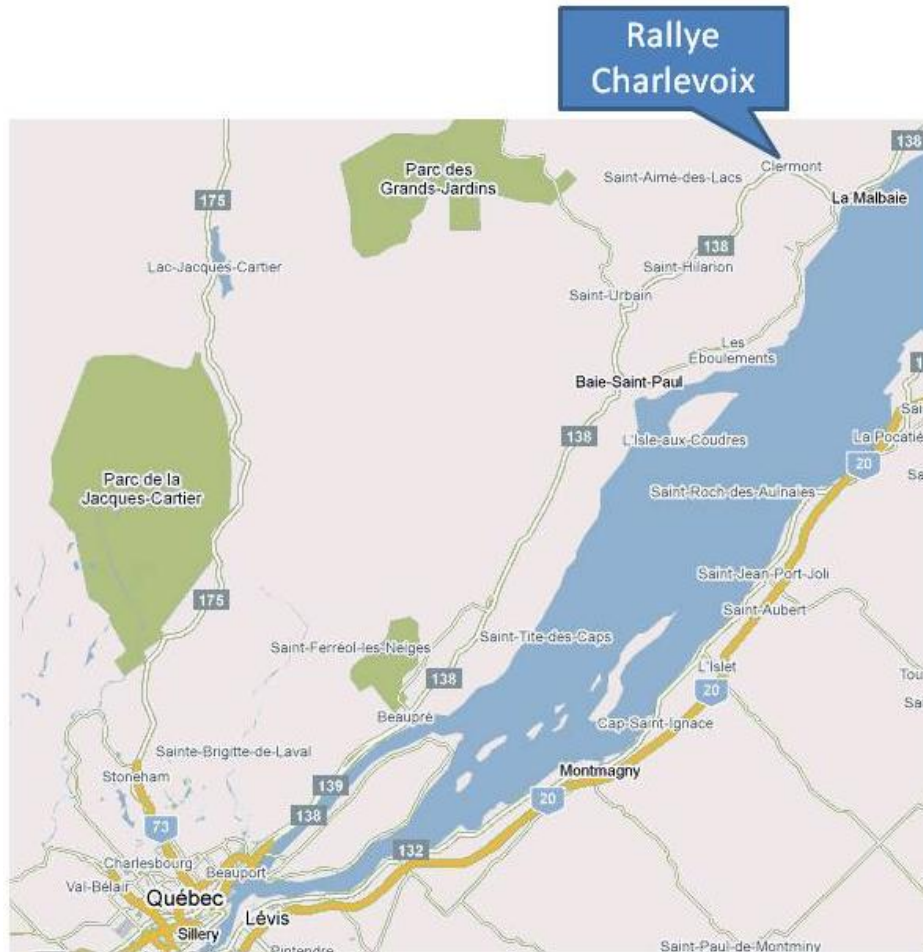 Rallye
Charlevoix
138
Parc des
Grands-Jardins
Saint-Aimé-des-Lacs
Clermont
175
La Malbaie
138
Lac-Jacques-Cartier
Saint-Hilarion
Saint-Urbain
Les
Éboulements
Baie-Saint-Paul
138
L'Isle-aux-Coudres
La Pocatiè
20
Parc de la
Jacques-Cartier
Saint-Roch-des-Aulnaies
Saint-Jean-Port-Joli
175
Saint-Aubert
Saint-Ferréol-les-Neiges
Saint-Tite-des-Caps
138
L'Islet
20
Beaupré
Cap-Saint-Ignace
Sainte-Brigitte-de-Laval
Stoneham
139
Montmagny
20
138
73
132
Charlesbourg
Beauport
Val-Bélair
Québec
Lévis
Sillery
Pintendre
Saint-Paul-de-Montminy